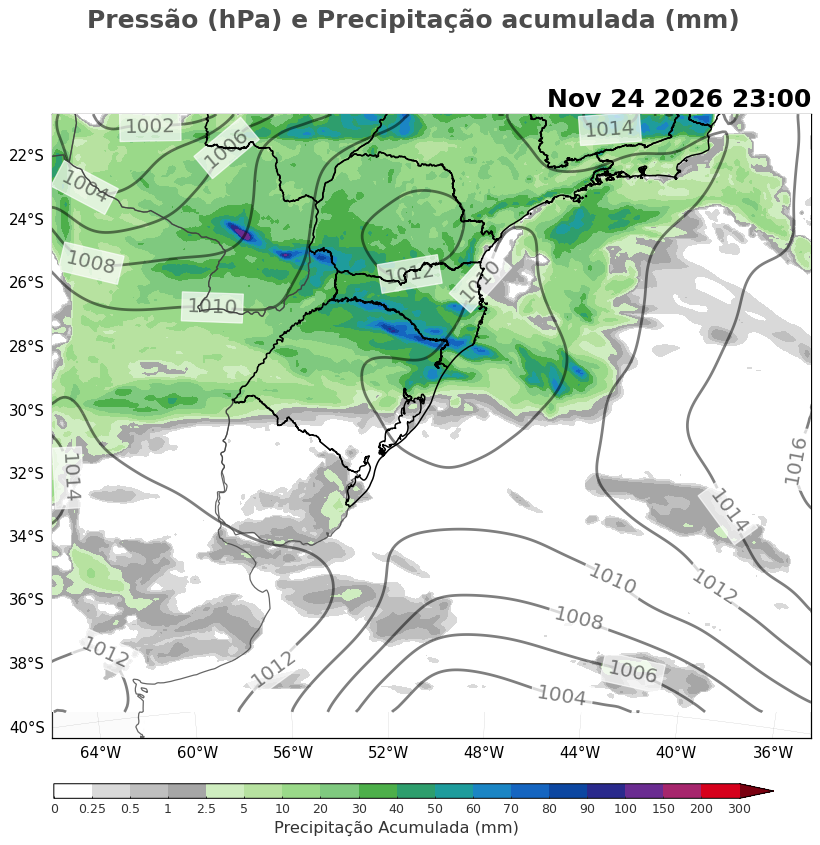 Pressão (hPa) e Precipitação acumulada (mm)
Nov 24 2026 23:00
1002
1006
1014
1004
22°S
24°S
1008
1012
1010
26°S
1010
28°S
30°S
1016
1014
32°S
1014
34°S
1010
1012
36°S
1008
1012
1012
1006
38°S
1004
40°S
64°W 60°W 56°W 52°W 48°W 44°W 40°W 36°W
0 0.25 0.5 1 2.5 5 10 20 30 40 50 60 70 80 90 100 150 200 300
Precipitação Acumulada (mm)